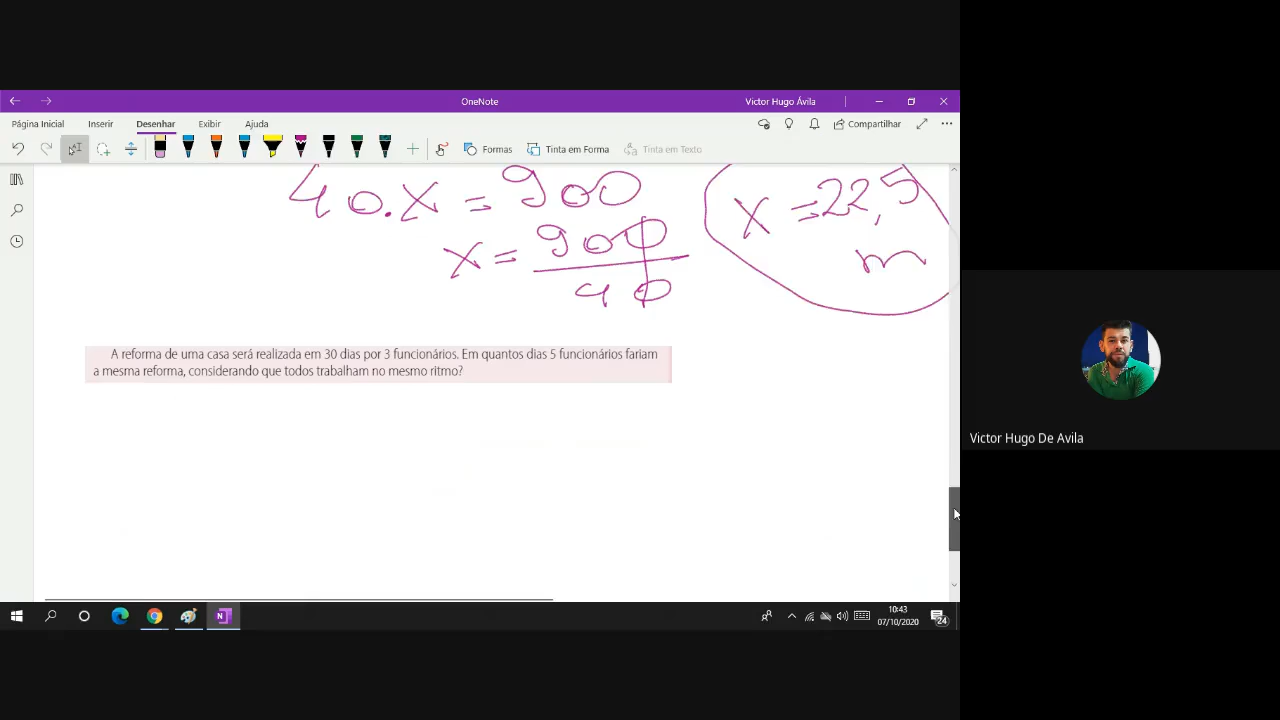 OneNote
Victor Hugo Ávila
Página Inicial Inserir Desenhar Exibir Ajuda
Compartilhar
Formas Tinta em Forma Tinta em Texto
40.x = 900
x = 22,5
m
x = 900
40
A reforma de uma casa será realizada em 30 dias por 3 funcionários. Em quantos dias 5 funcionários fariam
a mesma reforma, considerando que todos trabalham no mesmo ritmo?
Victor Hugo De Avila
10:43
07/10/2020
24